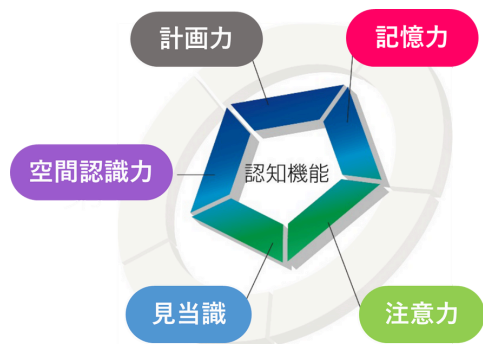 計画力
記憶力
空間認識力
認知機能
見当識
注意力